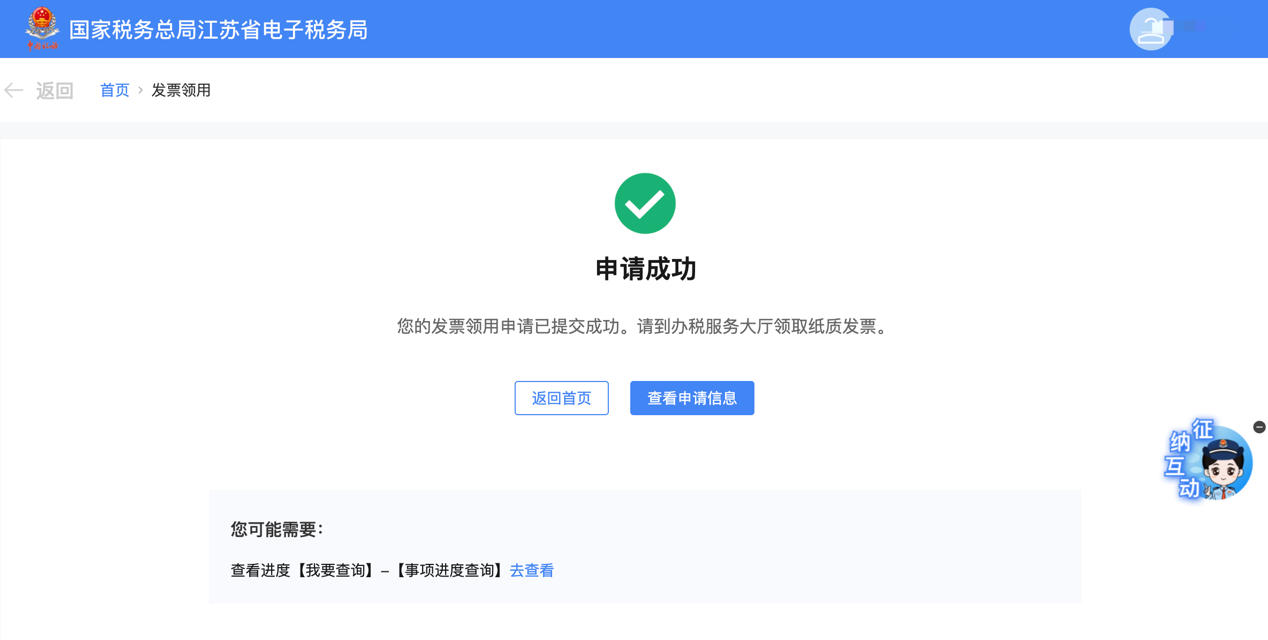 国家税务总局江苏省电子税务局
返回 首页 › 发票领用
申请成功
您的发票领用申请已提交成功。请到办税服务大厅领取纸质发票。
返回首页 查看申请信息
征纳互动
您可能需要：
查看进度【我要查询】–【事项进度查询】去查看